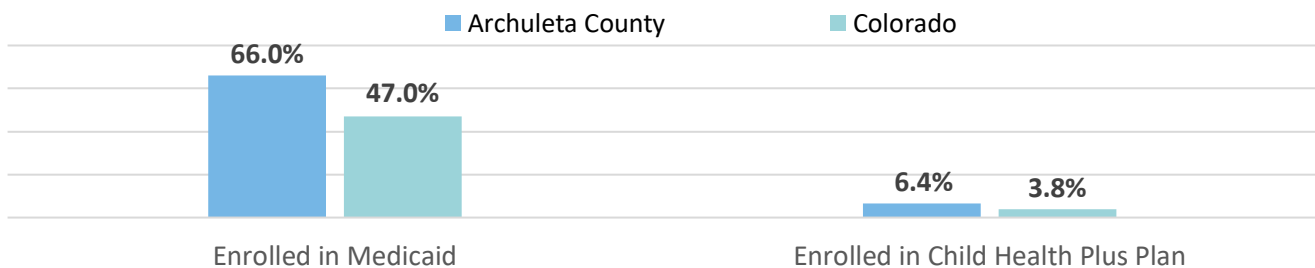 Archuleta County Colorado
66.0%
47.0%
6.4% 3.8%
Enrolled in Medicaid Enrolled in Child Health Plus Plan